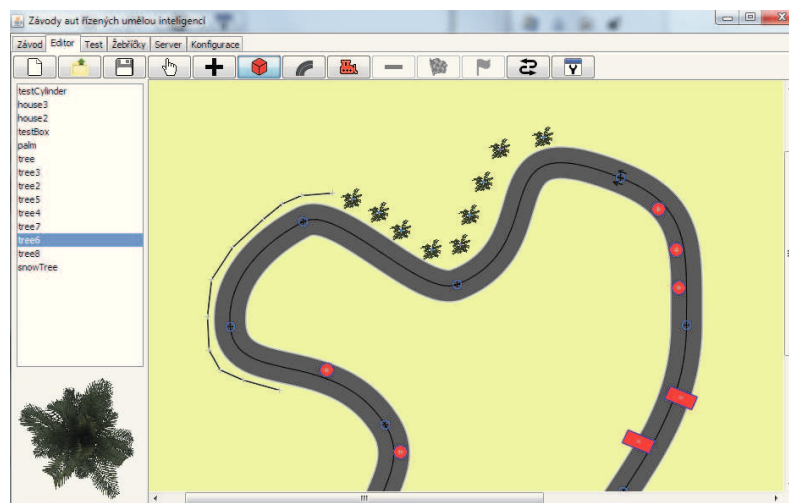 Závody aut řízených umělou inteligencí
Závod Editor Test Žebříčky Server Konfigurace
testCylinder
house3
house2
testBox
palm
tree
tree3
tree2
tree5
tree4
tree7
tree6
tree8
snowTree